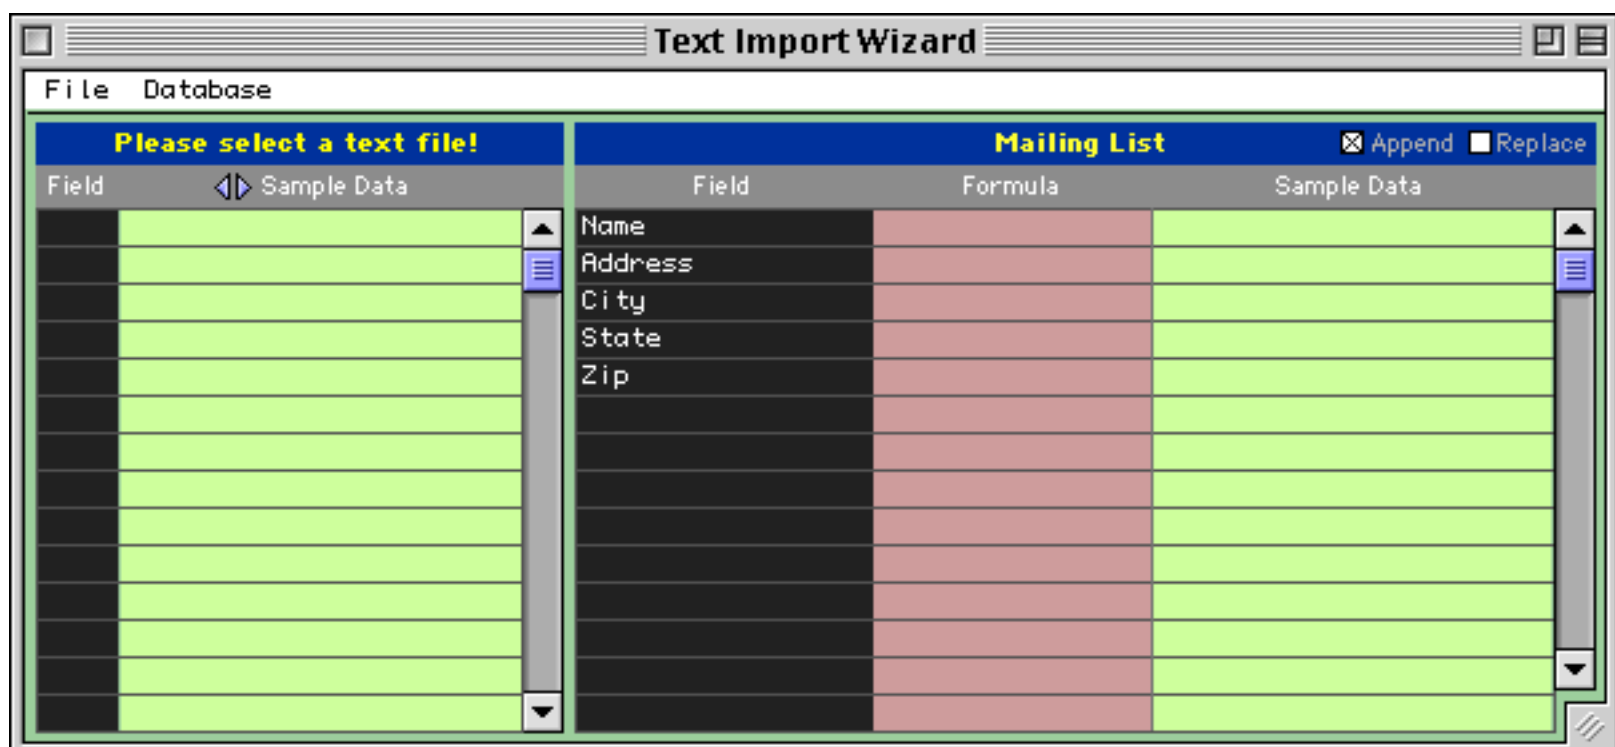 Text Import Wizard
File Database
Please select a text file!
Mailing List Append Replace
Field Sample Data
Field Formula Sample Data
Name
Address
City
State
Zip